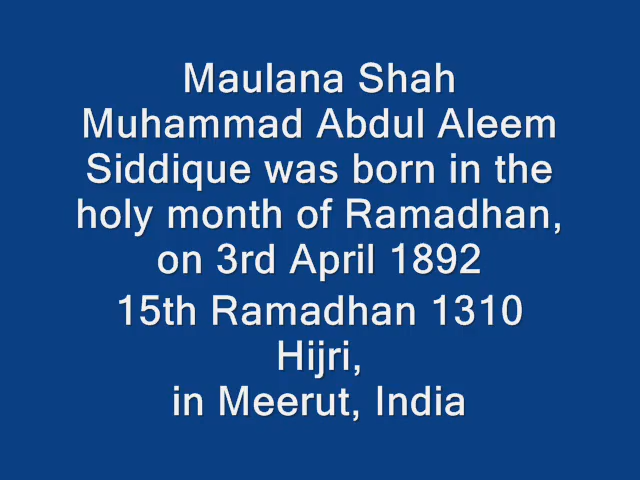 Maulana Shah
Muhammad Abdul Aleem
Siddique was born in the
holy month of Ramadhan,
on 3rd April 1892
15th Ramadhan 1310
Hijri,
in Meerut, India